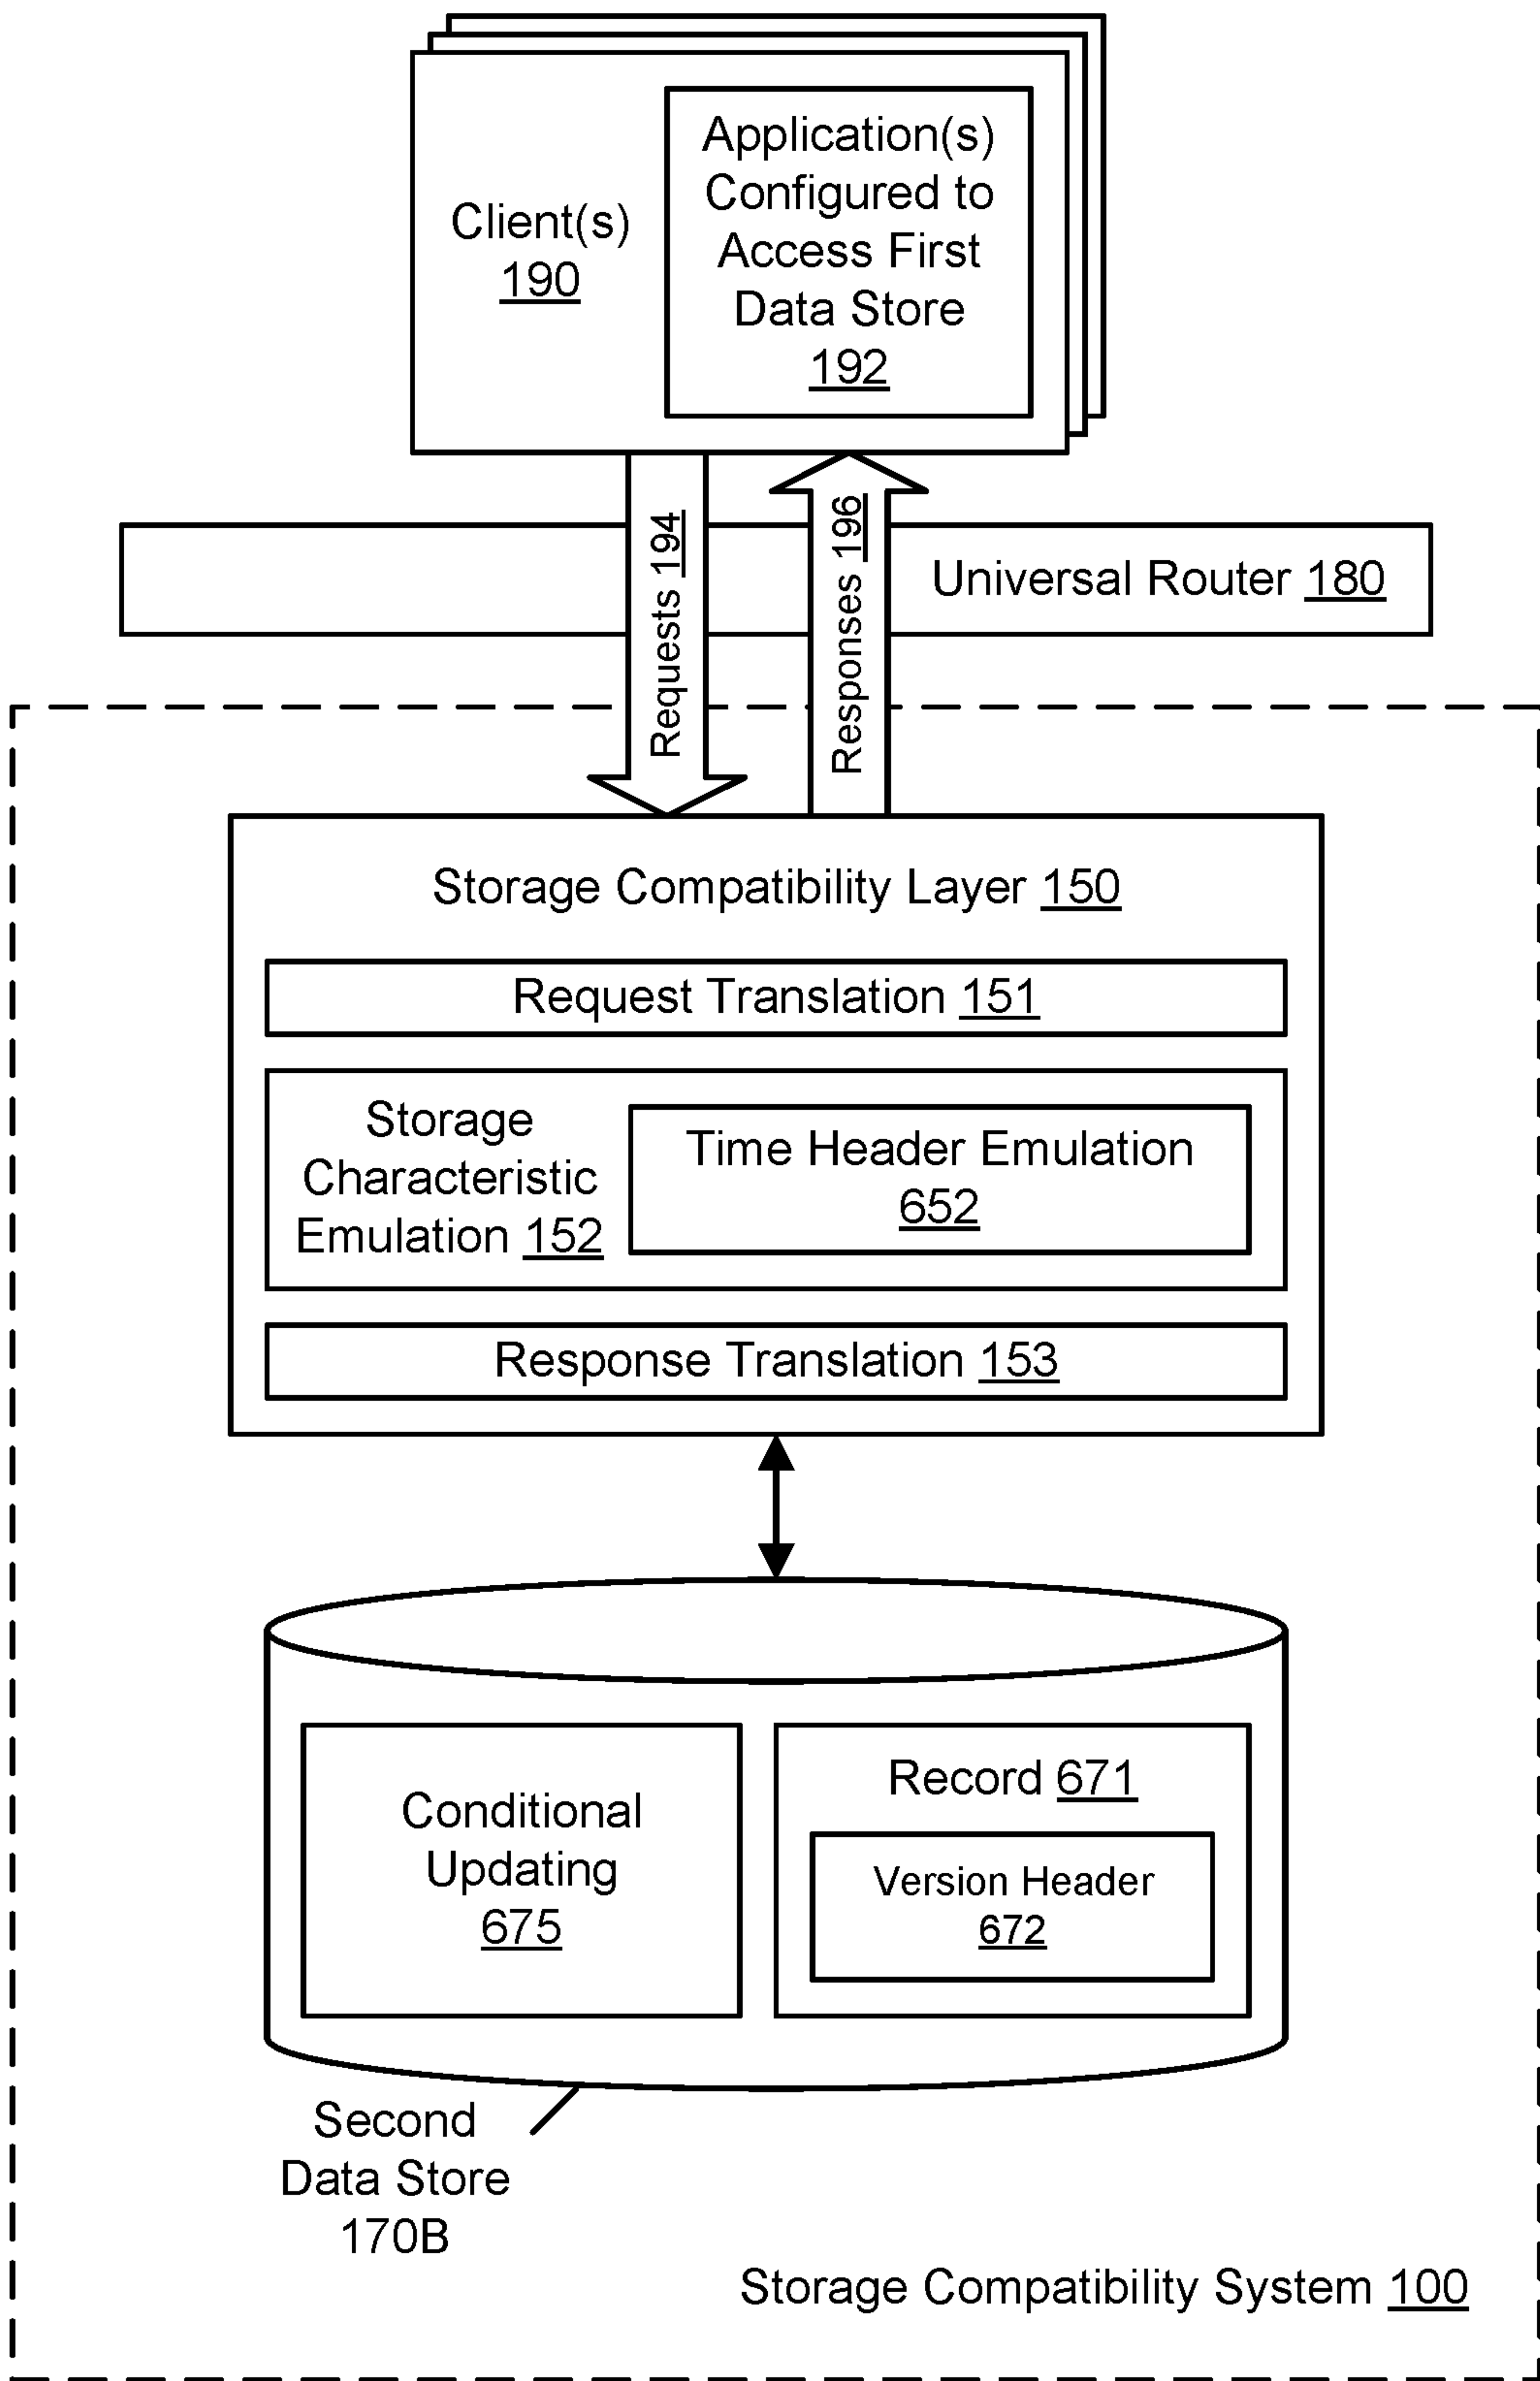 Client(s)
190
Application(s)
Configured to
Access First
Data Store
192
Requests 194
Responses 196
Universal Router 180
Storage Compatibility Layer 150
Request Translation 151
Storage
Characteristic
Emulation 152
Time Header Emulation
652
Response Translation 153
Conditional
Updating
675
Record 671
Version Header
672
Second
Data Store
170B
Storage Compatibility System 100